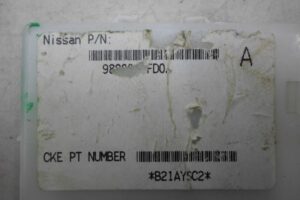 Nissan P/N:
A
CKE PT NUMBER
*B21AYSC2*